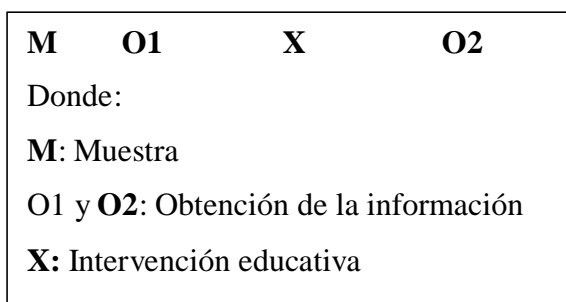 M O1 X O2
Donde:
M: Muestra
O1 y O2: Obtención de la información
X: Intervención educativa